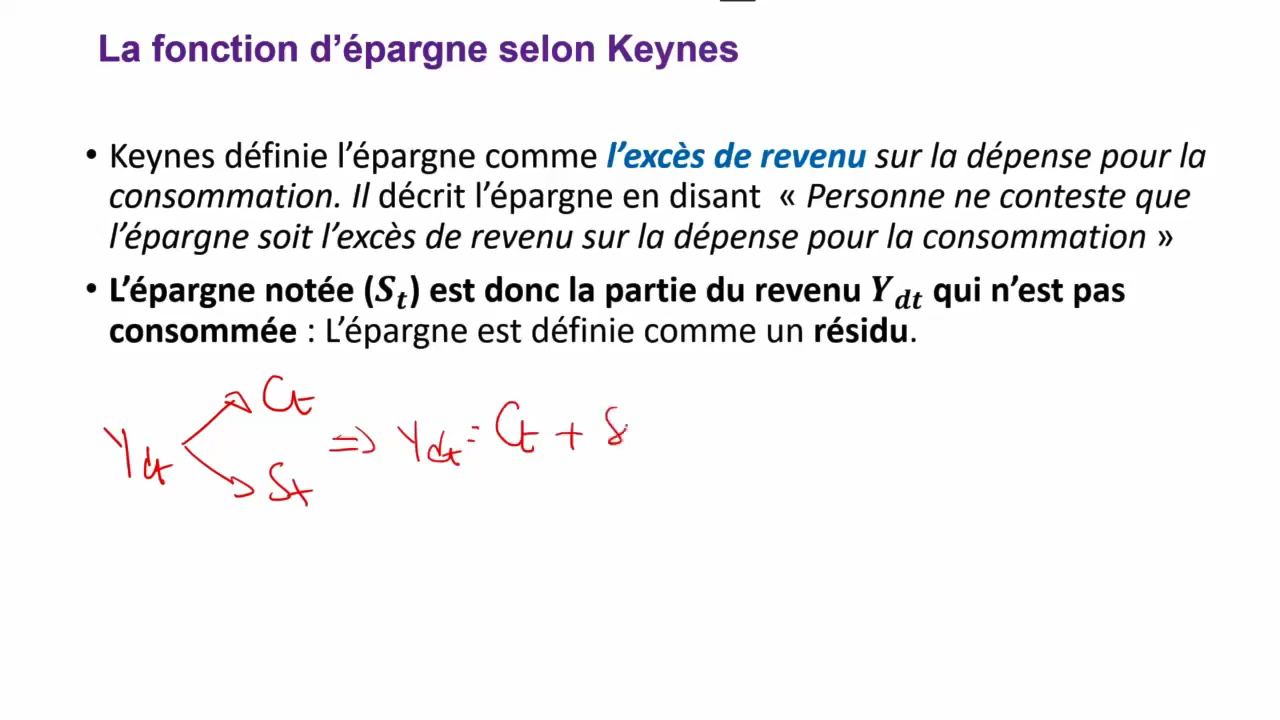 La fonction d’épargne selon Keynes
• Keynes définie l’épargne comme l’excès de revenu sur la dépense pour la
consommation. Il décrit l’épargne en disant « Personne ne conteste que
l’épargne soit l’excès de revenu sur la dépense pour la consommation »
• L’épargne notée (S_t) est donc la partie du revenu Y_dt qui n’est pas
consommée : L’épargne est définie comme un résidu.
Ct
Ydt
St
⇒ Ydt = Ct + S